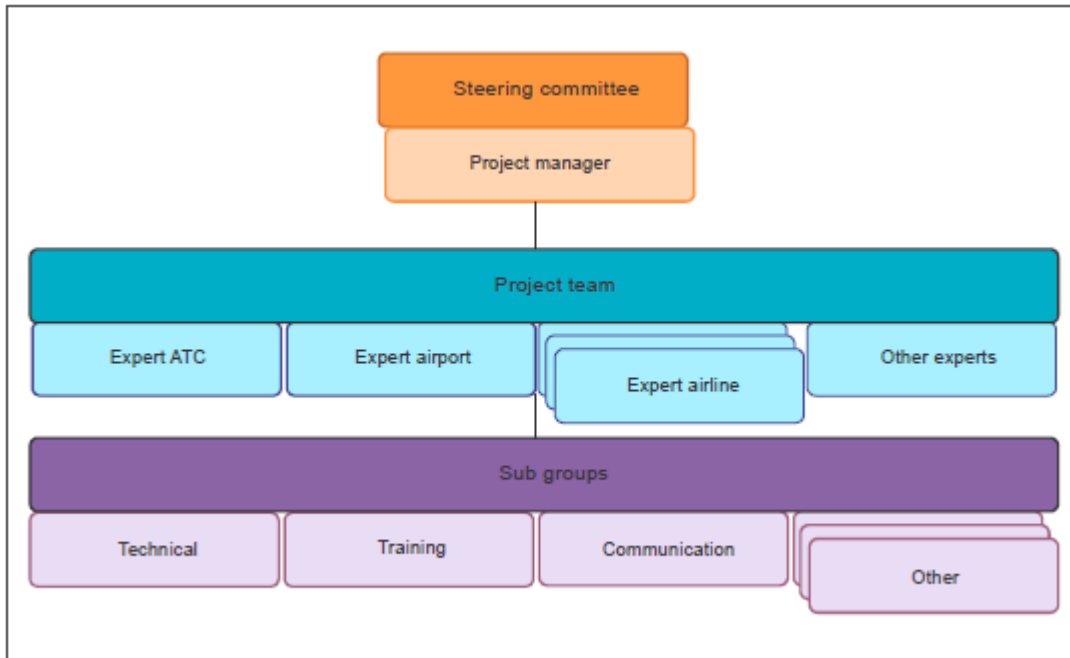 Steering committee
Project manager
Project team
Expert ATC
Expert airport
Expert airline
Other experts
Sub groups
Technical
Training
Communication
Other